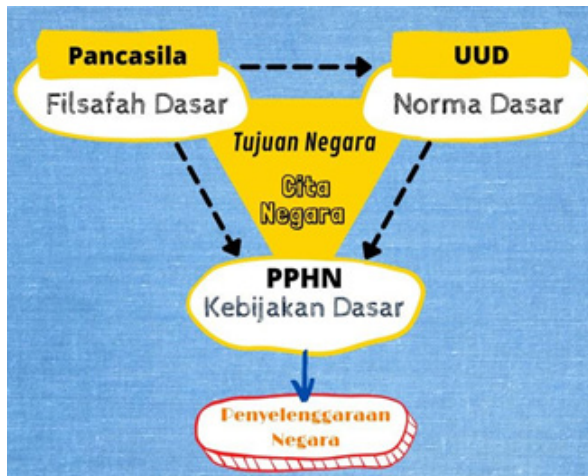 Pancasila
Filsafah Dasar
UUD
Norma Dasar
Tujuan Negara
Cita
Negara
PPHN
Kebijakan Dasar
Penyelenggaraan
Negara